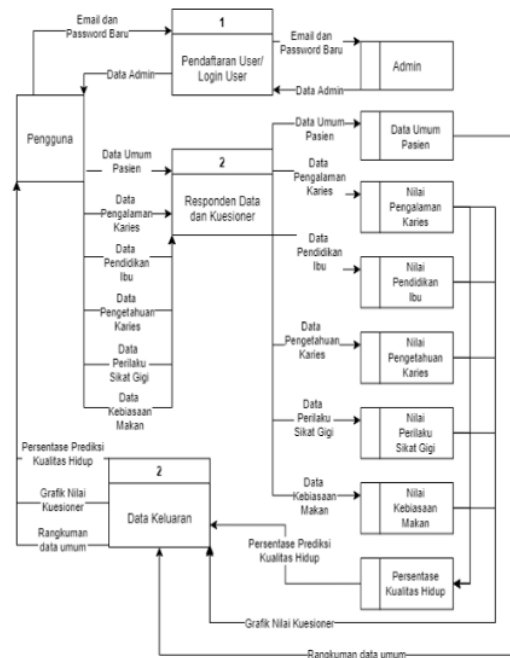 Email dan
Password Baru
1
Pendaftaran User/
Login User
Email dan
Password Baru
Admin
Data Admin
Data Admin
Pengguna
Data Umum
Pasien
Data
Pengalaman
Karies
Data
Pendidikan
Ibu
Data
Pengetahuan
Karies
Data
Perilaku
Sikat Gigi
Data
Kebiasaan
Makan
2
Responden Data
dan Kuesioner
Data Umum
Pasien
Data
Pengalaman
Karies
Data
Pendidikan
Ibu
Data
Pengetahuan
Karies
Data
Perilaku
Sikat Gigi
Data
Kebiasaan
Makan
Data Umum
Pasien
Nilai
Pengalaman
Karies
Nilai
Pendidikan
Ibu
Nilai
Pengetahuan
Karies
Nilai
Perilaku
Sikat Gigi
Nilai
Kebiasaan
Makan
Persentase
Kualitas Hidup
Persentase Prediksi
Kualitas Hidup
Grafik Nilai
Kuesioner
Rangkuman
data umum
2
Data Keluaran
Persentase Prediksi
Kualitas Hidup
Grafik Nilai Kuesioner
Rangkuman data umum